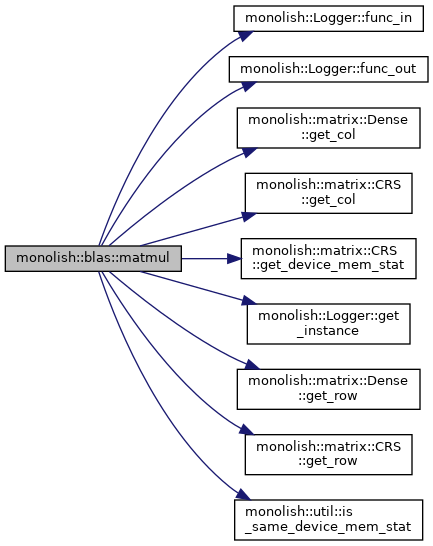 monolish::Logger::func_in
monolish::Logger::func_out
monolish::matrix::Dense
::get_col
monolish::matrix::CRS
::get_col
monolish::blas::matmul
monolish::matrix::CRS
::get_device_mem_stat
monolish::Logger::get
_instance
monolish::matrix::Dense
::get_row
monolish::matrix::CRS
::get_row
monolish::util::is
_same_device_mem_stat